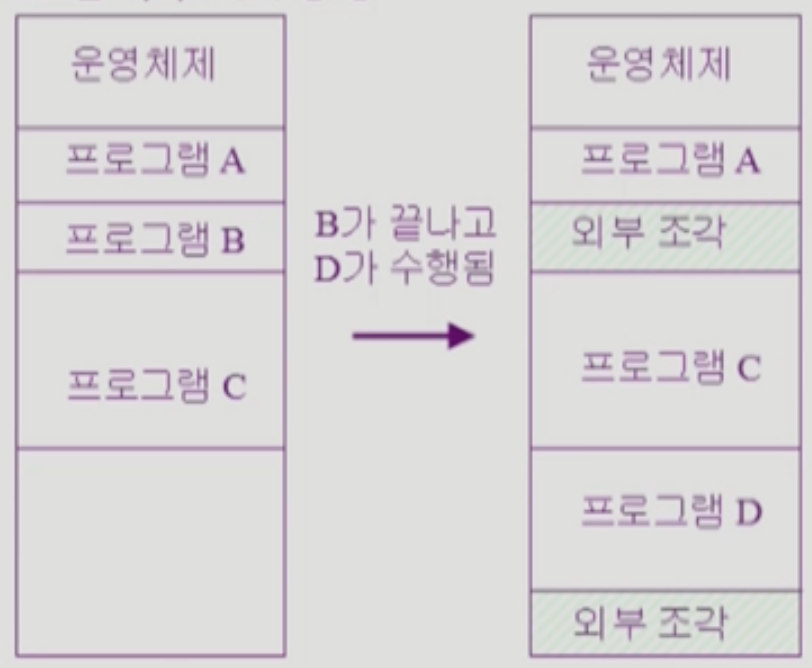 운영체제
프로그램 A
프로그램 B
프로그램 C
B가 끝나고
D가 수행됨
운영체제
프로그램 A
외부 조각
프로그램 C
프로그램 D
외부 조각